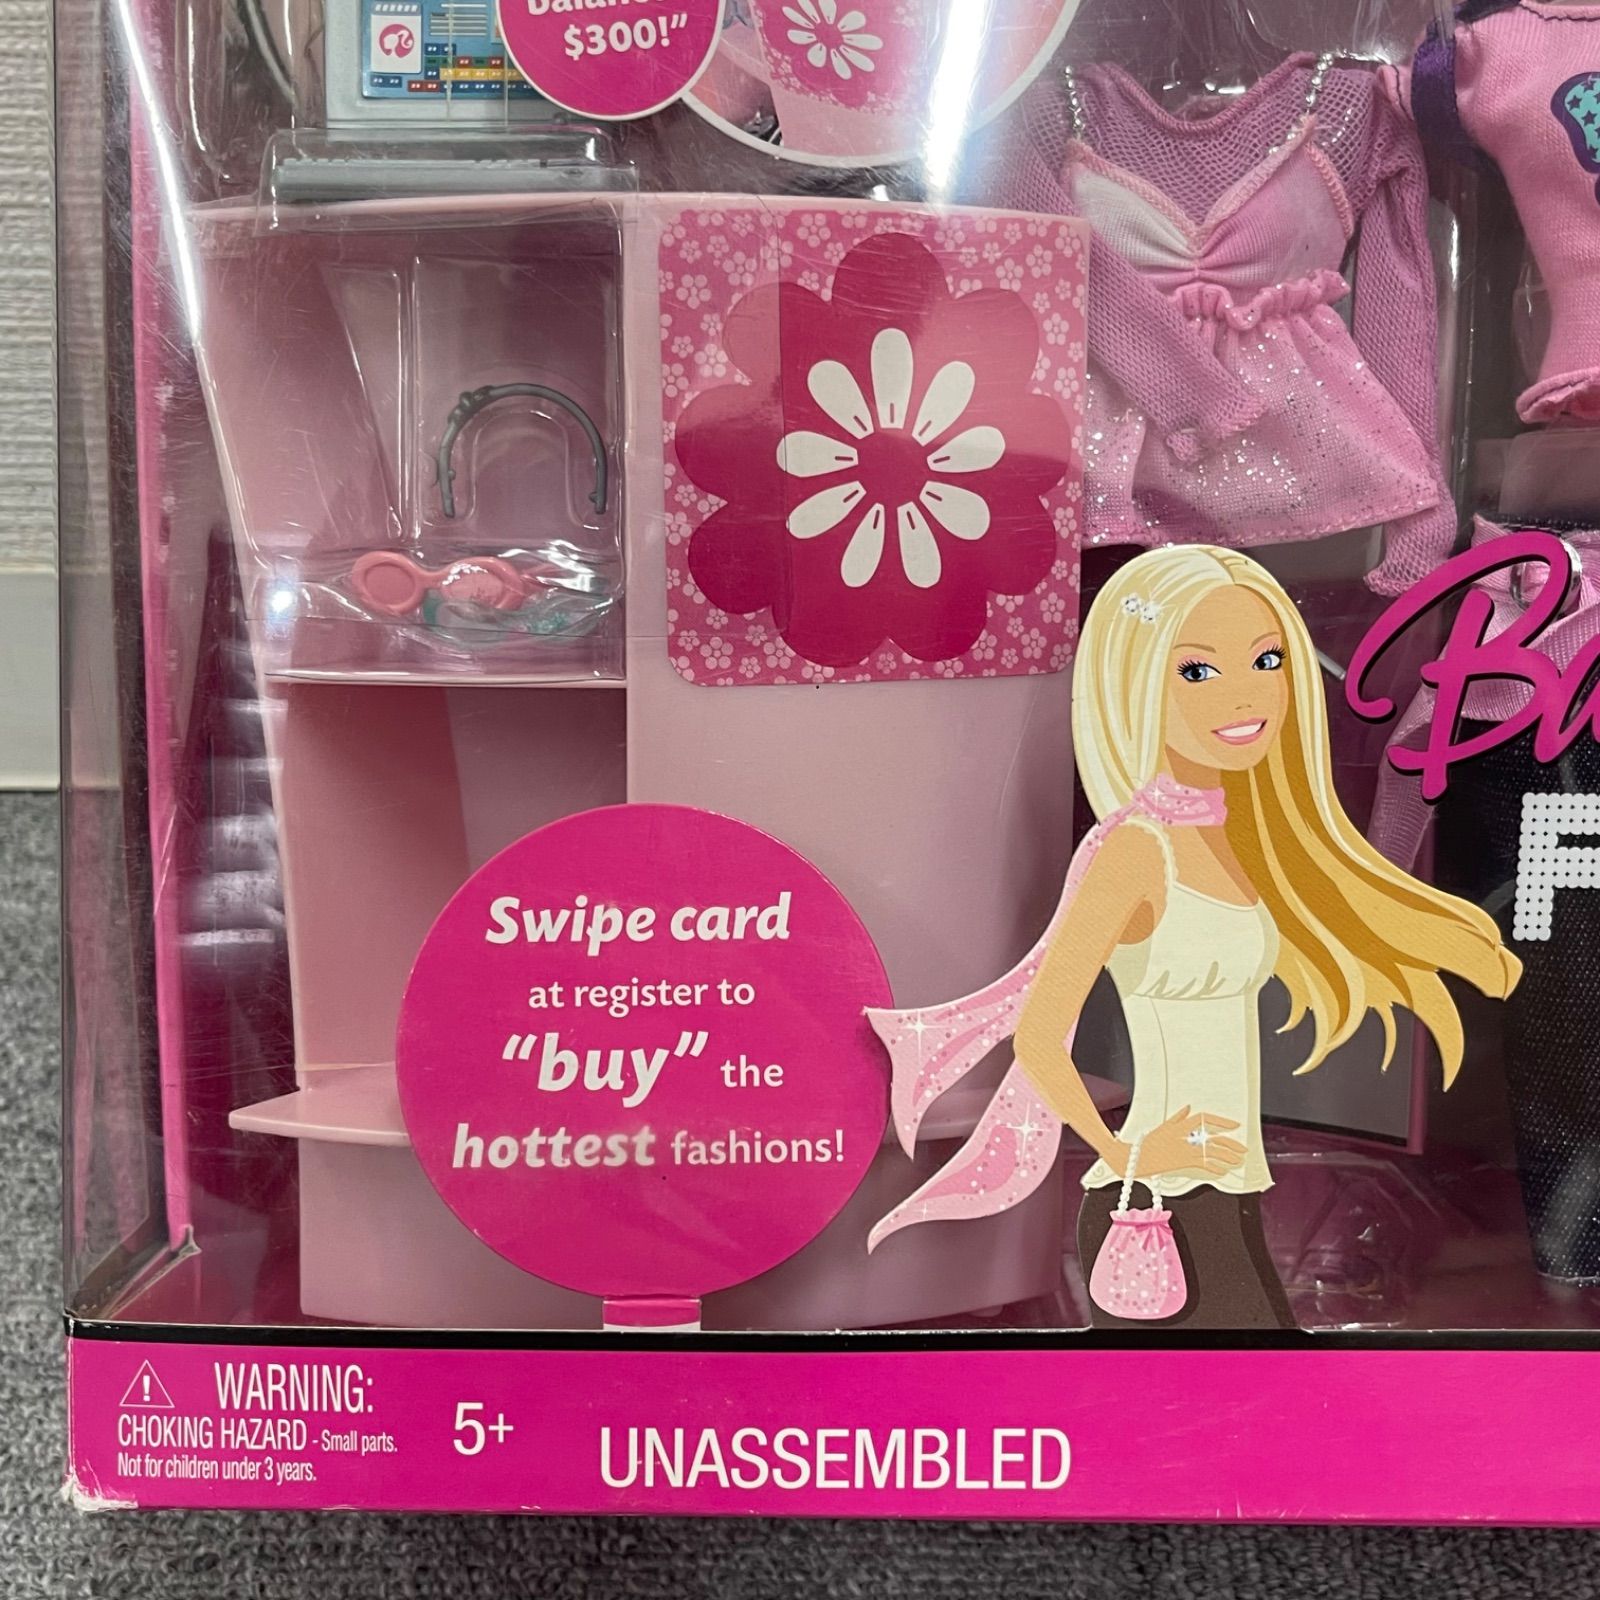 $300!”
Swipe card
at register to
“buy” the
hottest fashions!
WARNING:
CHOKING HAZARD - Small parts.
Not for children under 3 years.
5+
UNASSEMBLED